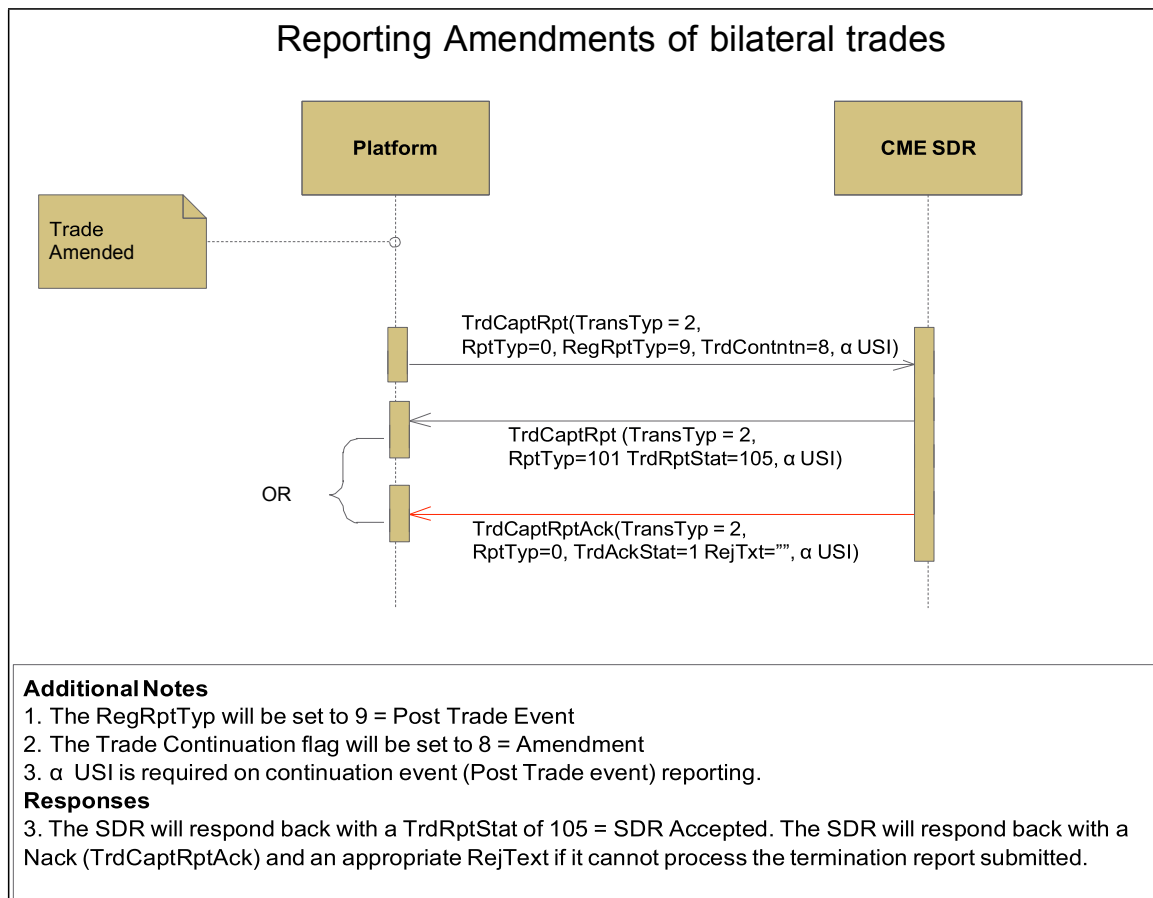 Reporting Amendments of bilateral trades
Platform
CME SDR
Trade
Amended
TrdCaptRpt(TransTyp = 2,
RptTyp=0, RegRptTyp=9, TrdContntn=8, α USI)
TrdCaptRpt (TransTyp = 2,
RptTyp=101 TrdRptStat=105, α USI)
OR
TrdCaptRptAck(TransTyp = 2,
RptTyp=0, TrdAckStat=1 RejTxt=””, α USI)
Additional Notes
1. The RegRptTyp will be set to 9 = Post Trade Event
2. The Trade Continuation flag will be set to 8 = Amendment
3. α USI is required on continuation event (Post Trade event) reporting.
Responses
3. The SDR will respond back with a TrdRptStat of 105 = SDR Accepted. The SDR will respond back with a
Nack (TrdCaptRptAck) and an appropriate RejText if it cannot process the termination report submitted.